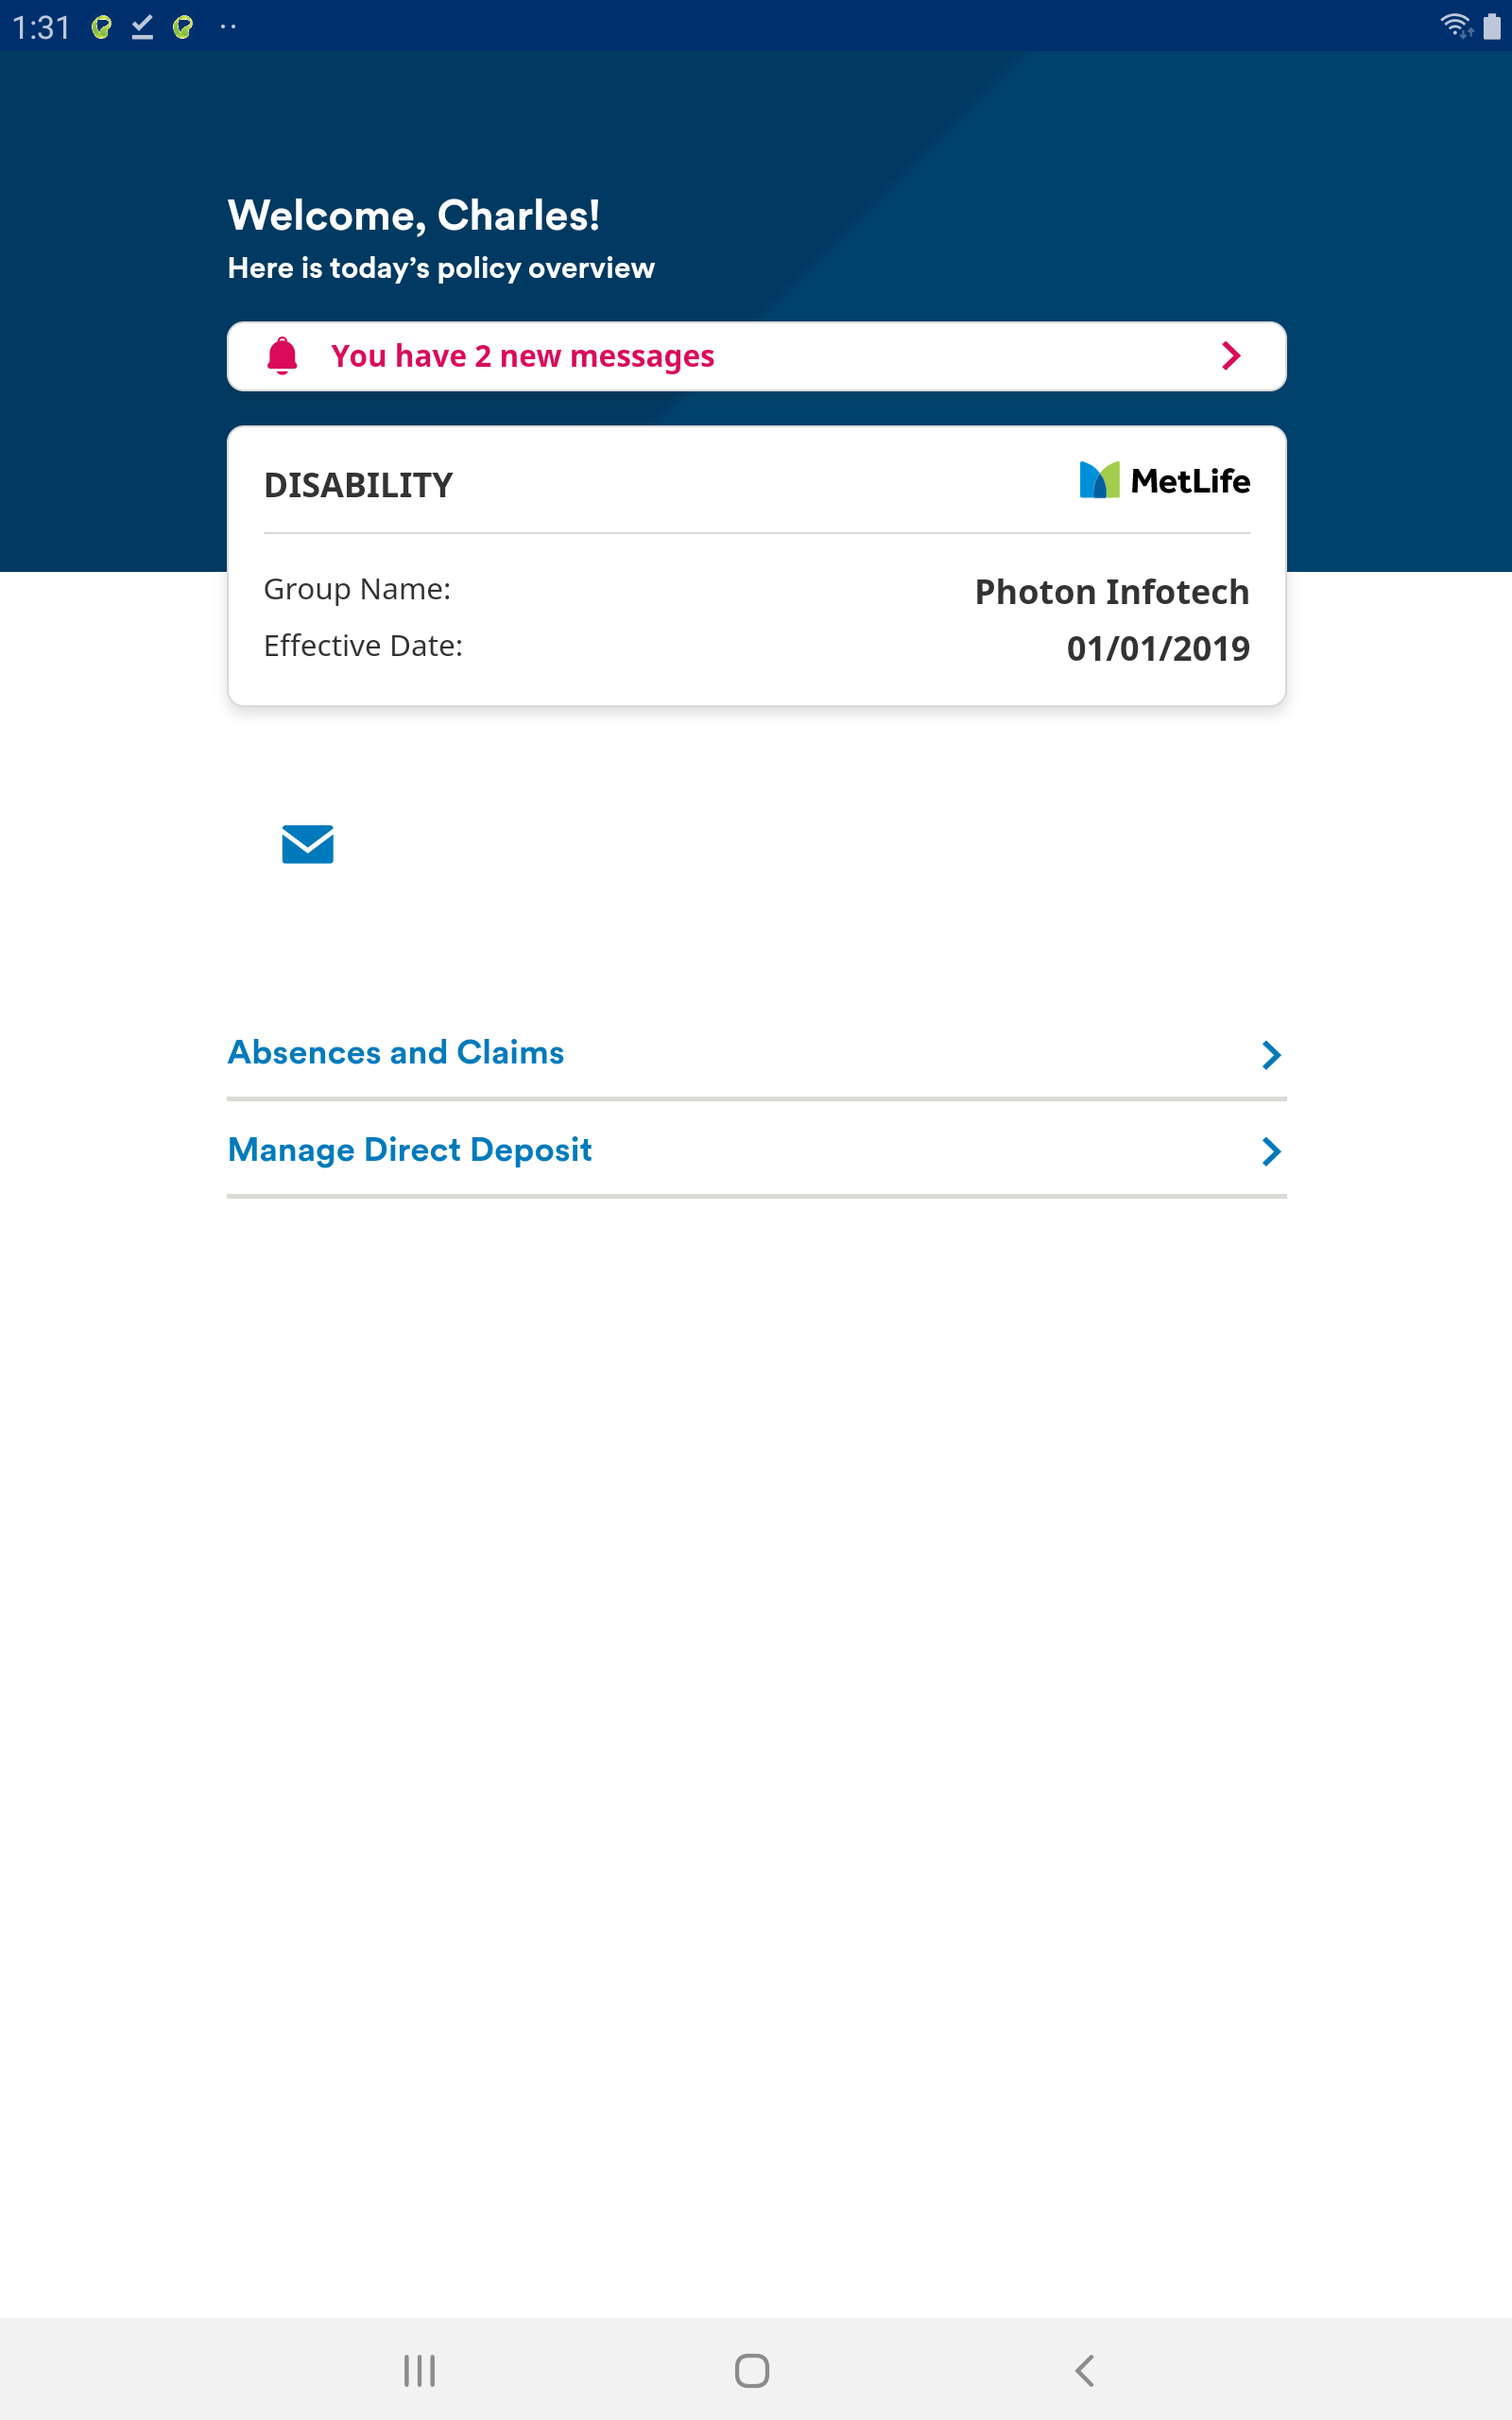 1:31
Welcome, Charles!
Here is today’s policy overview
You have 2 new messages
DISABILITY
MetLife
Group Name: Photon Infotech
Effective Date: 01/01/2019
Absences and Claims
Manage Direct Deposit